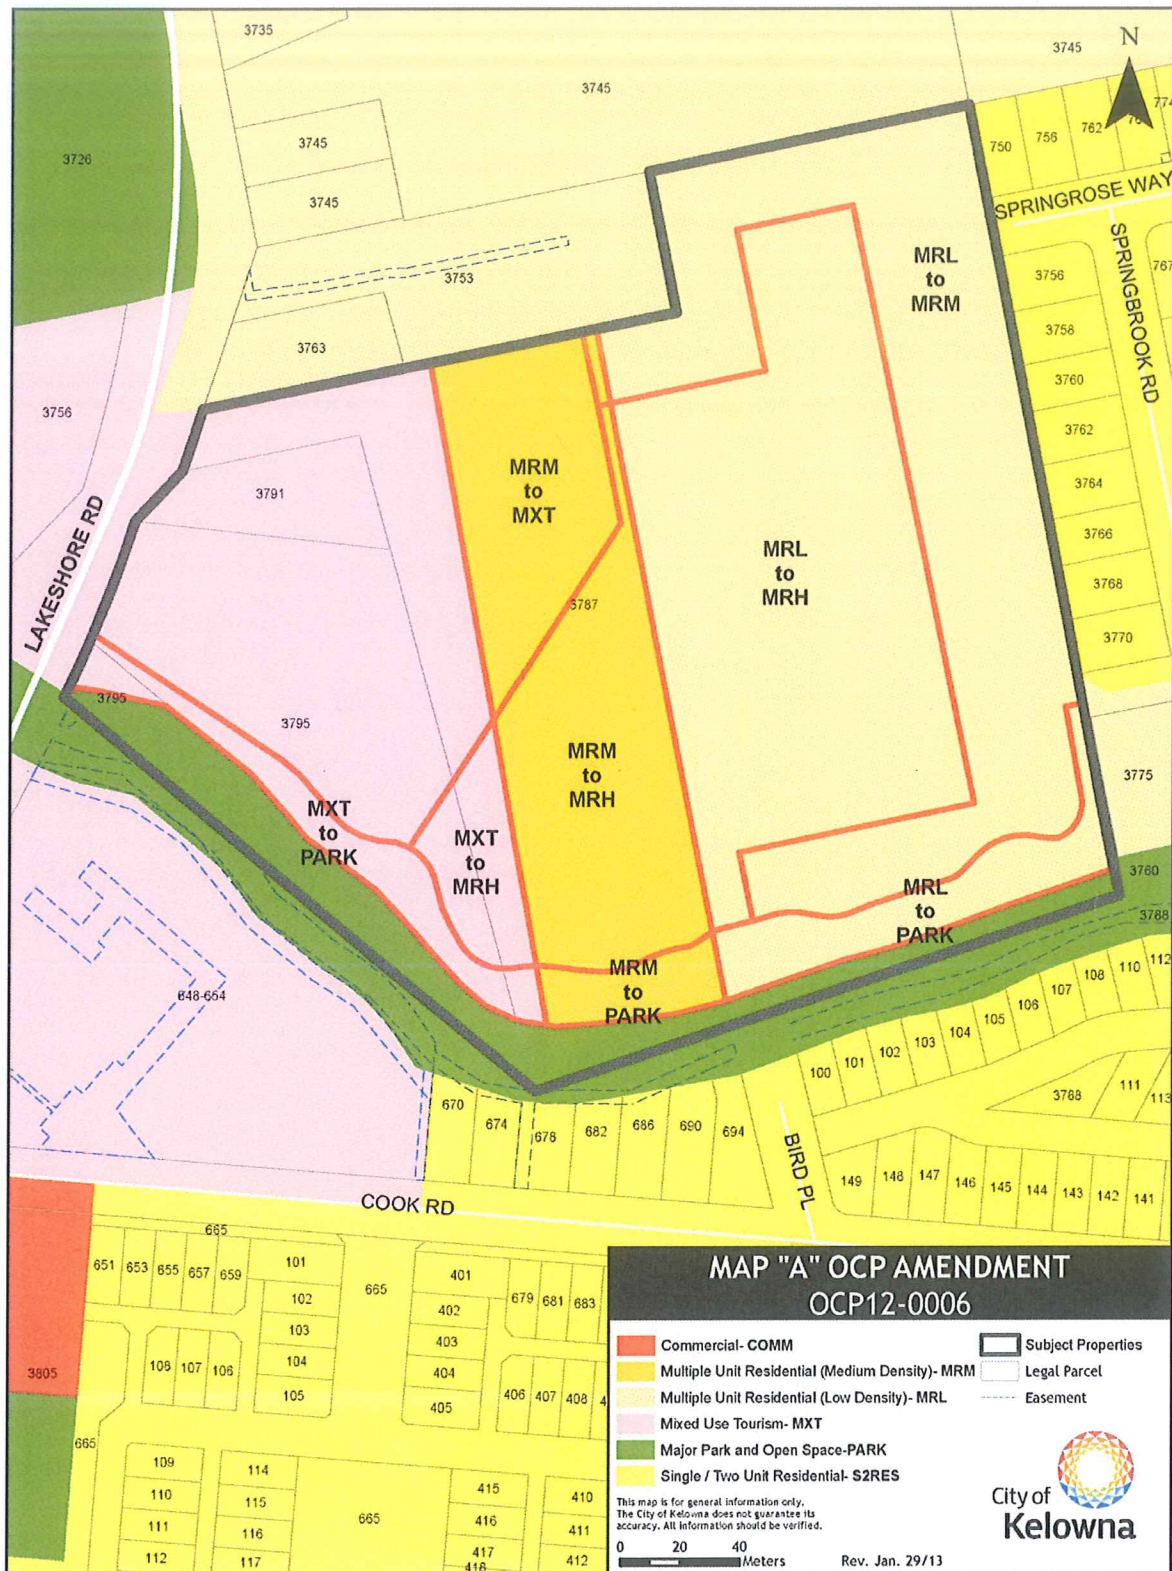 3735
3745
3745
N
3726
3745
3745
750
756
762
774
SPRINGROSE WAY
SPRINGBROOK RD
767
3753
MRL
to
MRM
3756
3758
3760
3762
3764
3766
3768
3770
3763
3756
3791
LAKESHORE RD
MRM
to
MXT
3787
MRL
to
MRH
3795
3795
MRM
to
MRH
MXT
to
PARK
MXT
to
MRH
MRL
to
PARK
MRM
to
PARK
3775
3760
3788
648-654
112
110
108
107
106
105
104
103
102
101
100
3788
111
113
670
674
678
682
686
690
694
BIRD PL
149
148
147
146
145
144
143
142
141
COOK RD
665
651
653
655
657
659
101
102
103
104
105
665
401
402
403
404
405
679
681
683
108
107
106
406
407
408
4
3805
665
109
110
111
112
114
115
116
117
665
415
416
417
418
410
411
412
MAP "A" OCP AMENDMENT
OCP12-0006
Commercial- COMM
Multiple Unit Residential (Medium Density)- MRM
Multiple Unit Residential (Low Density)- MRL
Mixed Use Tourism- MXT
Major Park and Open Space-PARK
Single / Two Unit Residential- S2RES
Subject Properties
Legal Parcel
Easement
This map is for general information only.
The City of Kelowna does not guarantee its
accuracy. All information should be verified.
0 20 40
Meters
Rev. Jan. 29/13
City of
Kelowna